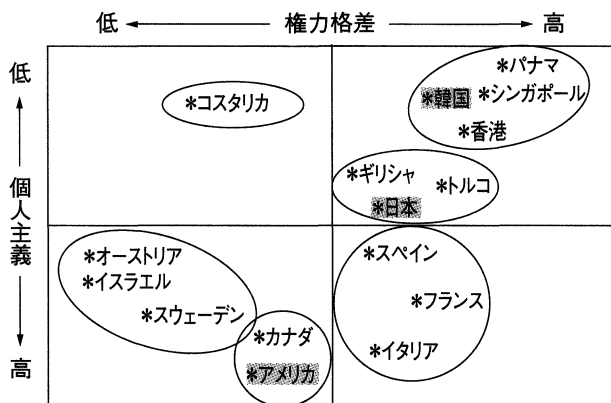 低 ← 権力格差 → 高
低 ↑ 個人主義 ↓ 高
*パナマ
*韓国 *シンガポール
*香港
*コスタリカ
*ギリシャ *トルコ
*日本
*オーストリア
*イスラエル
*スウェーデン
*カナダ
*アメリカ
*スペイン
*フランス
*イタリア